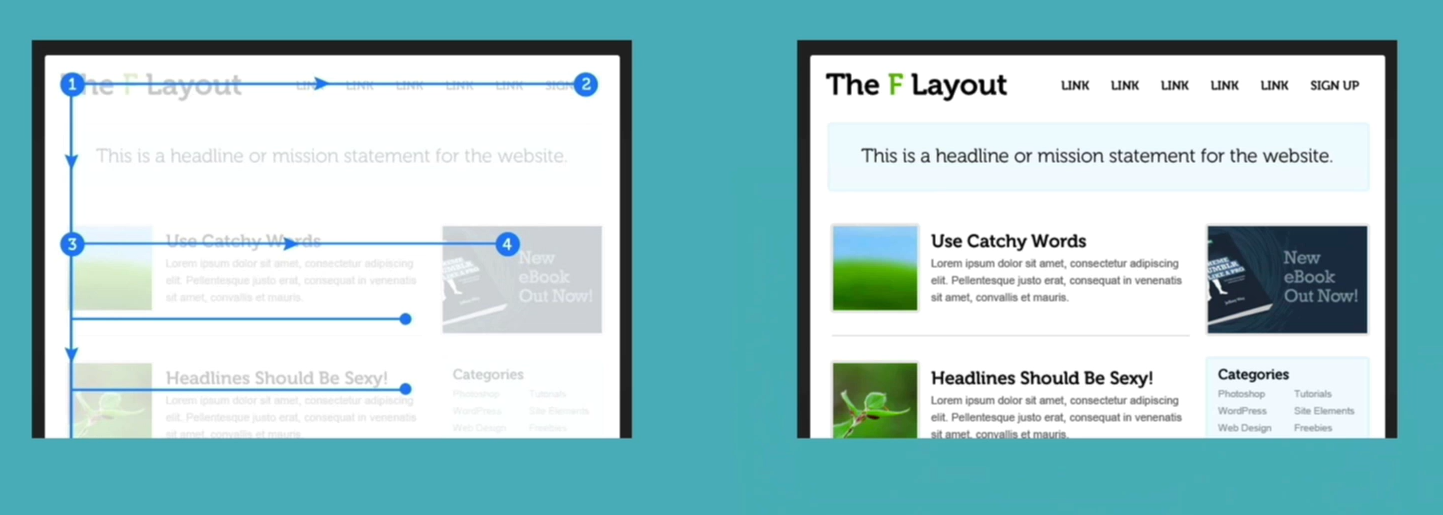 1
The F Layout
LINK LINK LINK LINK LINK SIGN
2
This is a headline or mission statement for the website.
3
Use Catchy Words
4
Lorem ipsum dolor sit amet, consectetur adipiscing
elit. Pellentesque justo erat, consequat in venenatis
sit amet, convallis et mauris.
New
eBook
Out Now!
Headlines Should Be Sexy!
Lorem ipsum dolor sit amet, consectetur adipiscing
elit. Pellentesque justo erat, consequat in venenatis
sit amet, convallis et mauris.
Categories
Photoshop Tutorials
WordPress Site Elements
Web Design Freebies
The F Layout
LINK LINK LINK LINK LINK SIGN UP
This is a headline or mission statement for the website.
Use Catchy Words
Lorem ipsum dolor sit amet, consectetur adipiscing
elit. Pellentesque justo erat, consequat in venenatis
sit amet, convallis et mauris.
New
eBook
Out Now!
Headlines Should Be Sexy!
Lorem ipsum dolor sit amet, consectetur adipiscing
elit. Pellentesque justo erat, consequat in venenatis
sit amet, convallis et mauris.
Categories
Photoshop Tutorials
WordPress Site Elements
Web Design Freebies